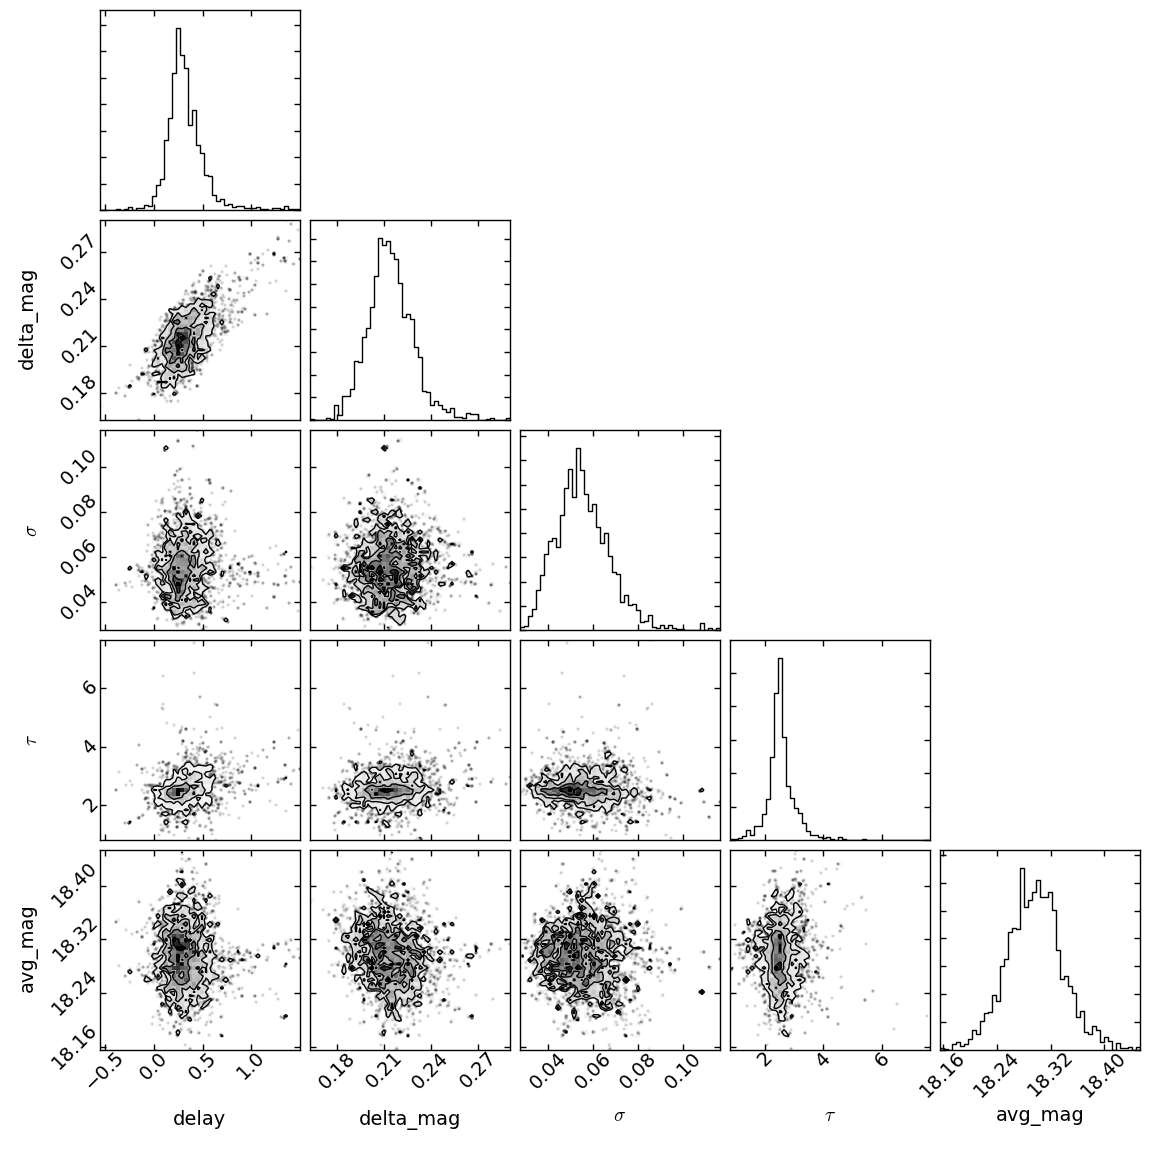 0.27
0.24
0.21
0.18
delta_mag
0.10
0.08
0.06
0.04
σ
6
4
2
τ
18.40
18.32
18.24
18.16
avg_mag
−0.5 0.0 0.5 1.0
0.18 0.21 0.24 0.27
0.04 0.06 0.08 0.10
2 4 6
18.16 18.24 18.32 18.40
delay delta_mag σ τ avg_mag